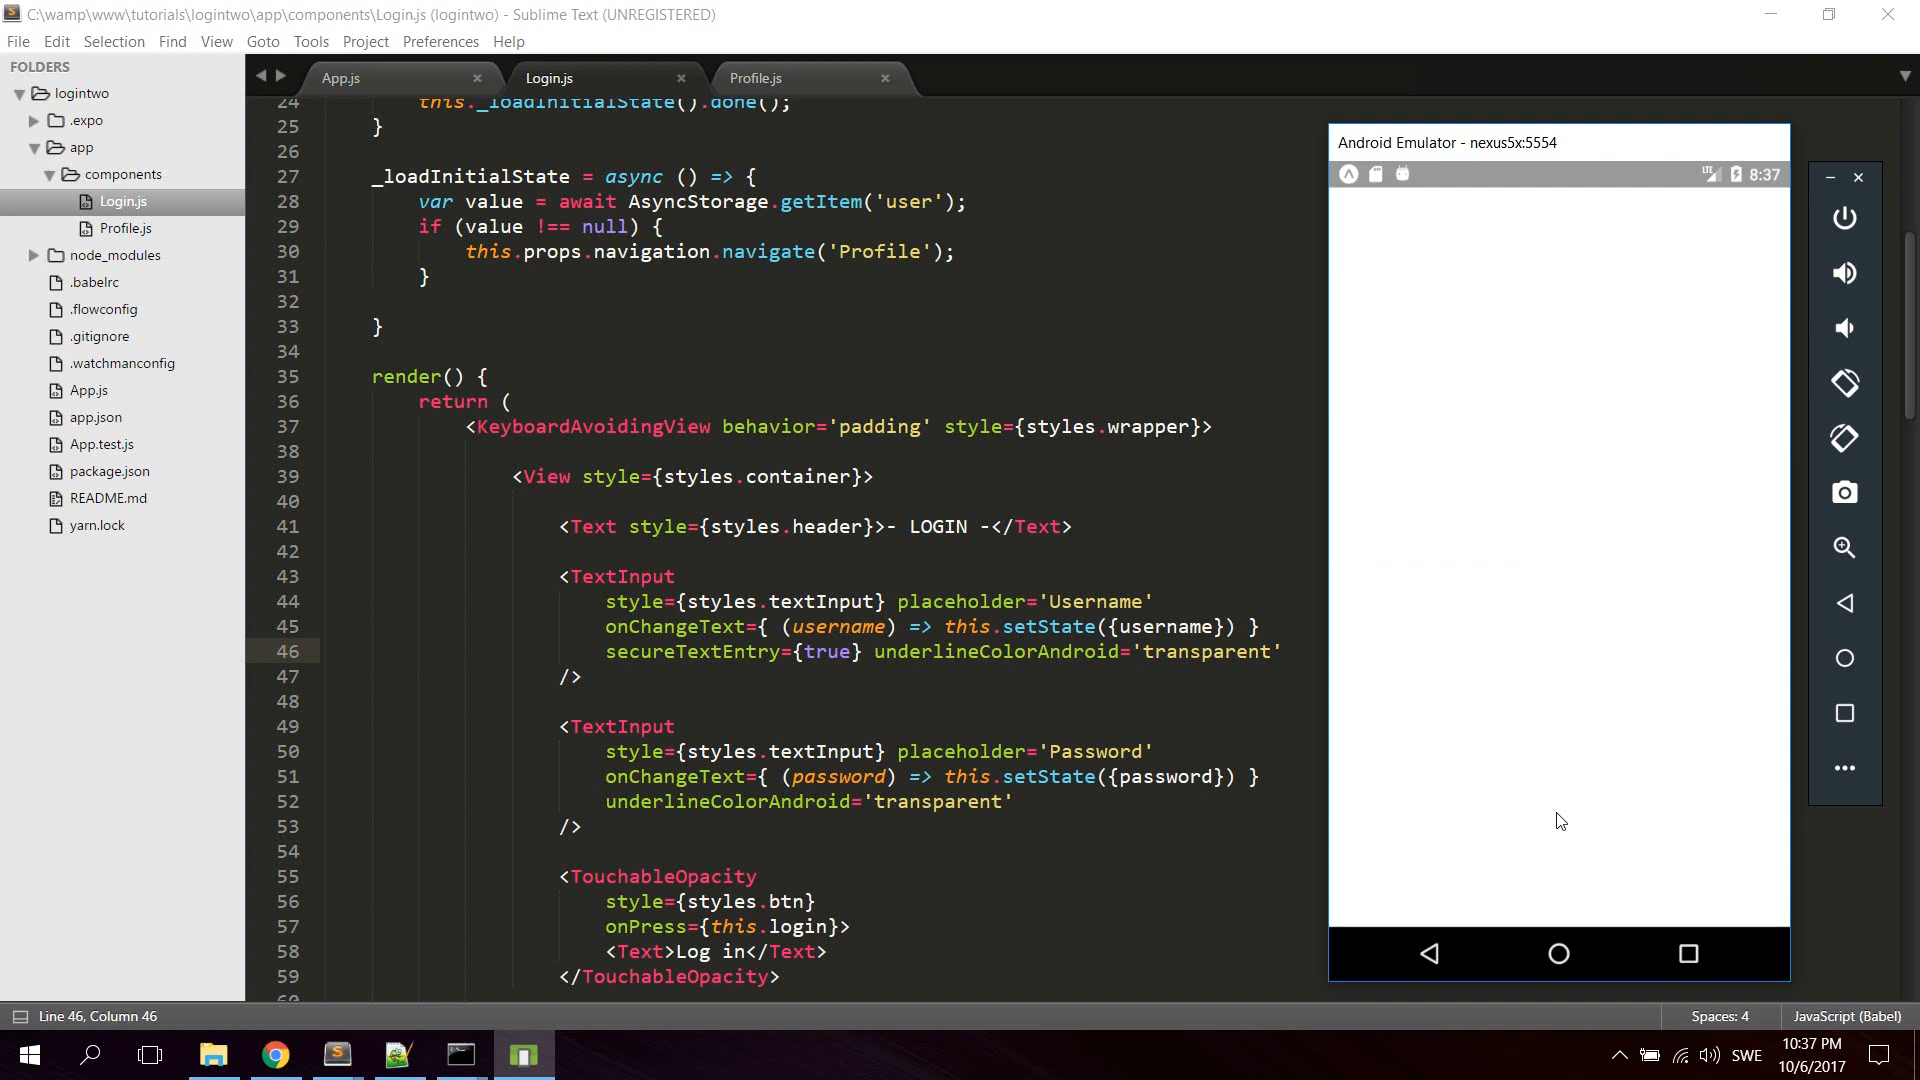 C:\wamp\www\tutorials\logintwo\app\components\Login.js (logintwo) - Sublime Text (UNREGISTERED)
File Edit Selection Find View Goto Tools Project Preferences Help
FOLDERS
logintwo
.expo
app
components
Login.js
Profile.js
node_modules
.babelrc
.flowconfig
.gitignore
.watchmanconfig
App.js
app.json
App.test.js
package.json
README.md
yarn.lock
App.js Login.js Profile.js
24 this._loadInitialState().done();
25 }
26
27 _loadInitialState = async () => {
28 var value = await AsyncStorage.getItem('user');
29 if (value !== null) {
30 this.props.navigation.navigate('Profile');
31 }
32
33 }
34
35 render() {
36 return (
37 <KeyboardAvoidingView behavior='padding' style={styles.wrapper}>
38
39 <View style={styles.container}>
40
41 <Text style={styles.header}>- LOGIN -</Text>
42
43 <TextInput
44 style={styles.textInput} placeholder='Username'
45 onChangeText={ (username) => this.setState({username}) }
46 secureTextEntry={true} underlineColorAndroid='transparent'
47 />
48
49 <TextInput
50 style={styles.textInput} placeholder='Password'
51 onChangeText={ (password) => this.setState({password}) }
52 underlineColorAndroid='transparent'
53 />
54
55 <TouchableOpacity
56 style={styles.btn}
57 onPress={this.login}>
58 <Text>Log in</Text>
59 </TouchableOpacity>
60
Android Emulator - nexus5x:5554
LTE 8:37
Line 46, Column 46
Spaces: 4 JavaScript (Babel)
SWE
10:37 PM
10/6/2017